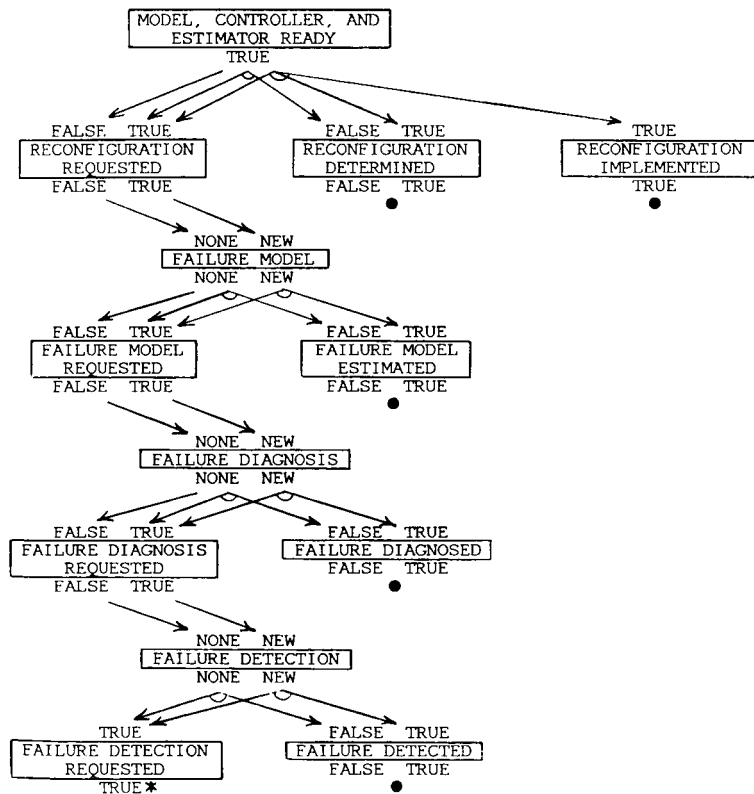 MODEL, CONTROLLER, AND
ESTIMATOR READY
TRUE
FALSE TRUE
RECONFIGURATION
REQUESTED
FALSE TRUE
FALSE TRUE
RECONFIGURATION
DETERMINED
FALSE TRUE
TRUE
RECONFIGURATION
IMPLEMENTED
TRUE
NONE NEW
FAILURE MODEL
NONE NEW
FALSE TRUE
FAILURE MODEL
REQUESTED
FALSE TRUE
FALSE TRUE
FAILURE MODEL
ESTIMATED
FALSE TRUE
NONE NEW
FAILURE DIAGNOSIS
NONE NEW
FALSE TRUE
FAILURE DIAGNOSIS
REQUESTED
FALSE TRUE
FALSE TRUE
FAILURE DIAGNOSED
FALSE TRUE
NONE NEW
FAILURE DETECTION
NONE NEW
TRUE
FAILURE DETECTION
REQUESTED
TRUE*
FALSE TRUE
FAILURE DETECTED
FALSE TRUE